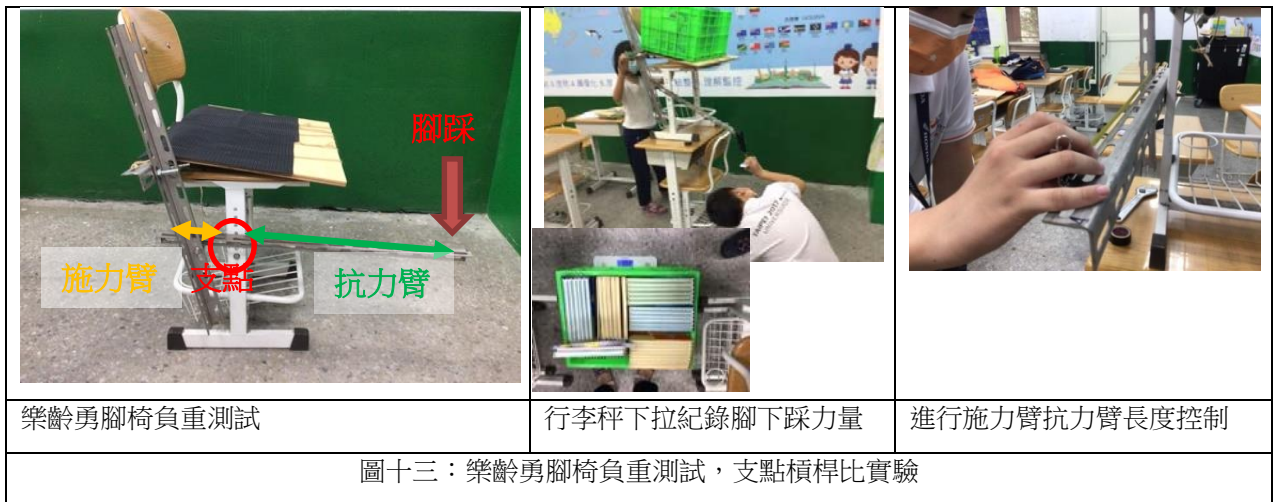 腳踩
施力臂
支點
抗力臂
TAIPEI 2017
樂齡勇腳椅負重測試
行李秤下拉紀錄腳下踩力量
進行施力臂抗力臂長度控制
圖十三：樂齡勇腳椅負重測試，支點槓桿比實驗